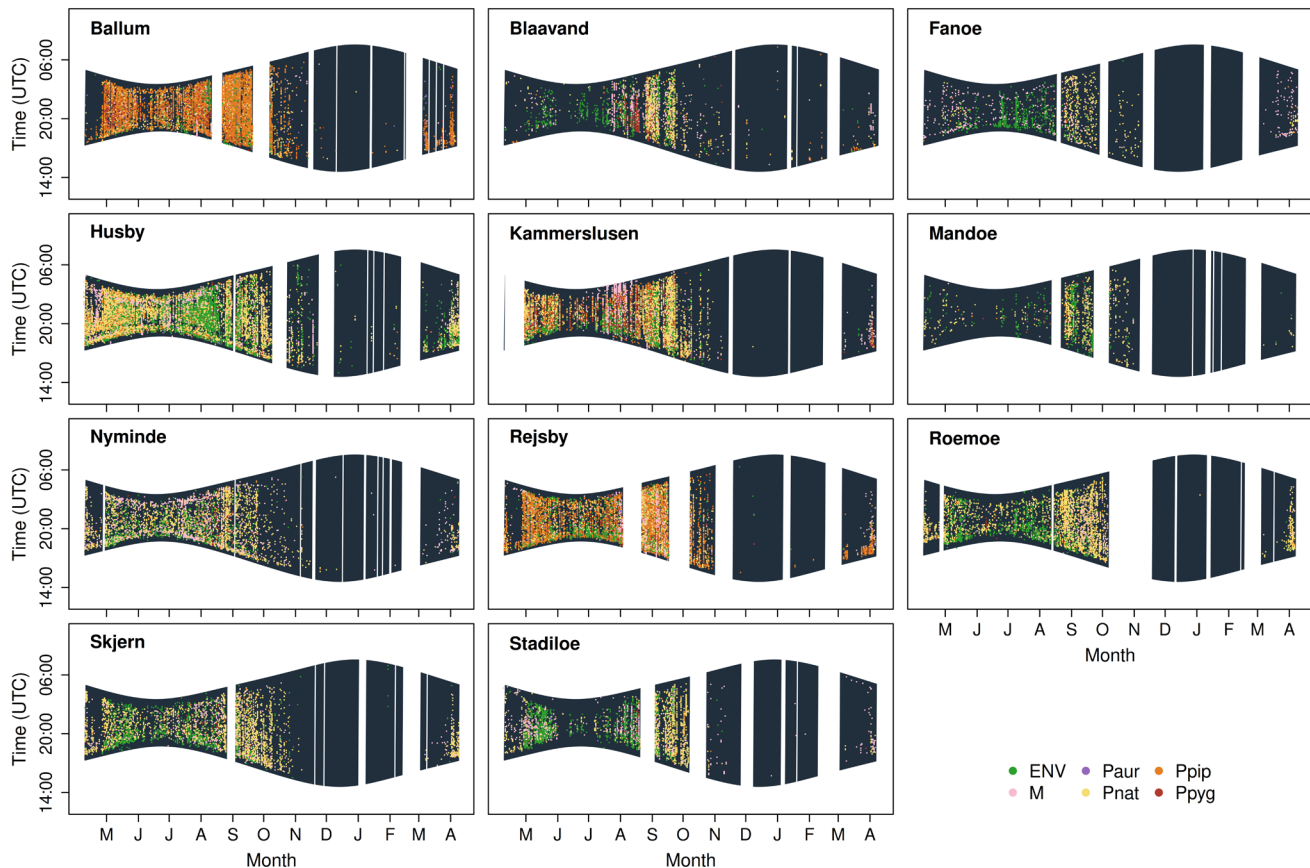 Ballum
Blaavand
Fanoe
Time (UTC)
06:00
20:00
14:00
Husby
Kammerslusen
Mandoe
Time (UTC)
06:00
20:00
14:00
Nyminde
Rejsby
Roemoe
Time (UTC)
06:00
20:00
14:00
M J J A S O N D J F M A
Month
Skjern
Stadiloe
Time (UTC)
06:00
20:00
14:00
M J J A S O N D J F M A
M J J A S O N D J F M A
Month
Month
ENV Paur Ppip
M Pnat Ppyg